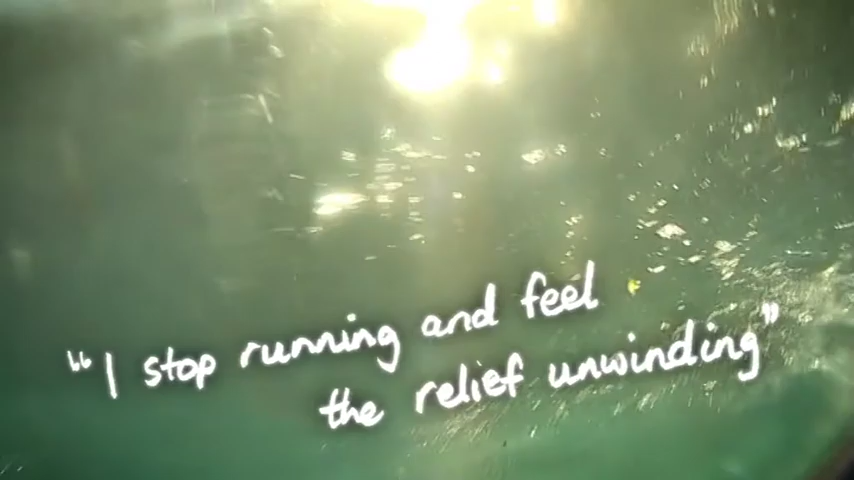 "I stop running and feel
the relief unwinding"